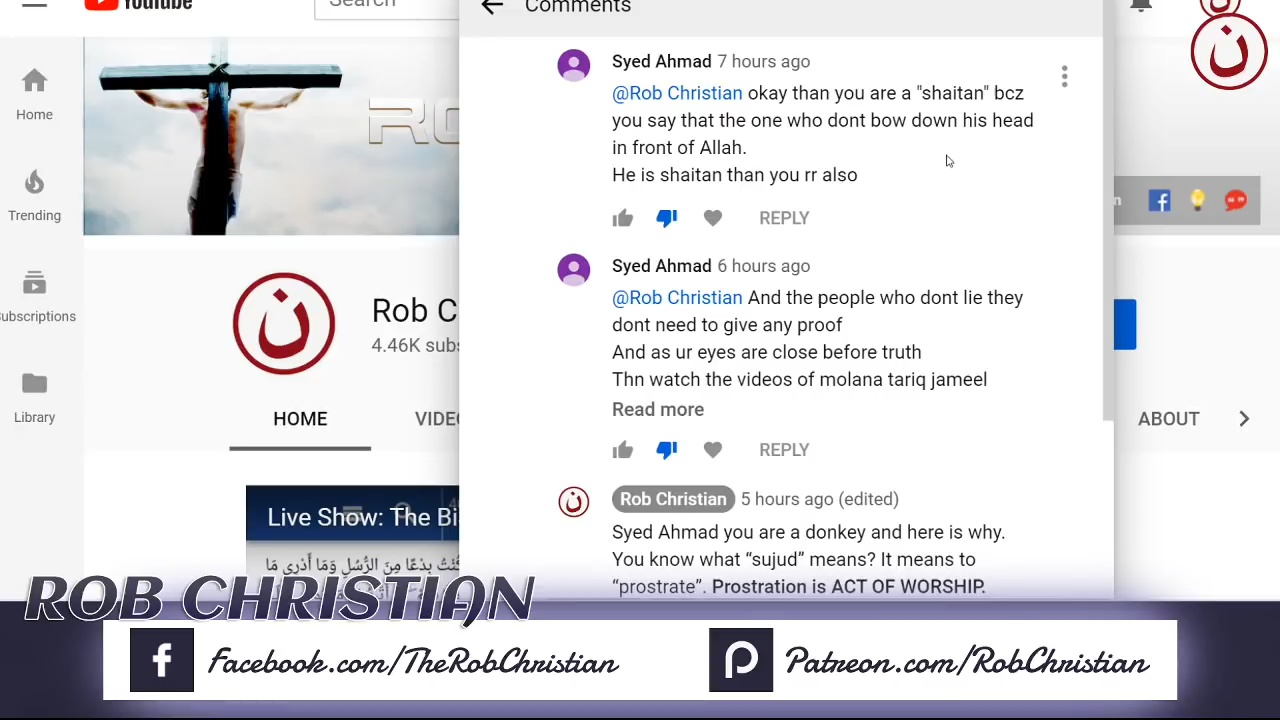 YouTube
Search
Comments
Home
Trending
Subscriptions
Library
Syed Ahmad 7 hours ago
@Rob Christian okay than you are a "shaitan" bcz
you say that the one who dont bow down his head
in front of Allah.
He is shaitan than you rr also
REPLY
Syed Ahmad 6 hours ago
@Rob Christian And the people who dont lie they
dont need to give any proof
And as ur eyes are close before truth
Thn watch the videos of molana tariq jameel
Read more
REPLY
Rob Christian 5 hours ago (edited)
Syed Ahmad you are a donkey and here is why.
You know what “sujud” means? It means to
“prostrate”. Prostration is ACT OF WORSHIP.
ن
ن
Rob C
4.46K subs
HOME
VIDE
ABOUT
Live Show: The Bi
كُنتُ بِدْعًا مِنَ الرُّسُلِ وَمَا أَدْرِى مَا
ROB CHRISTIAN
Facebook.com/TheRobChristian
Patreon.com/RobChristian